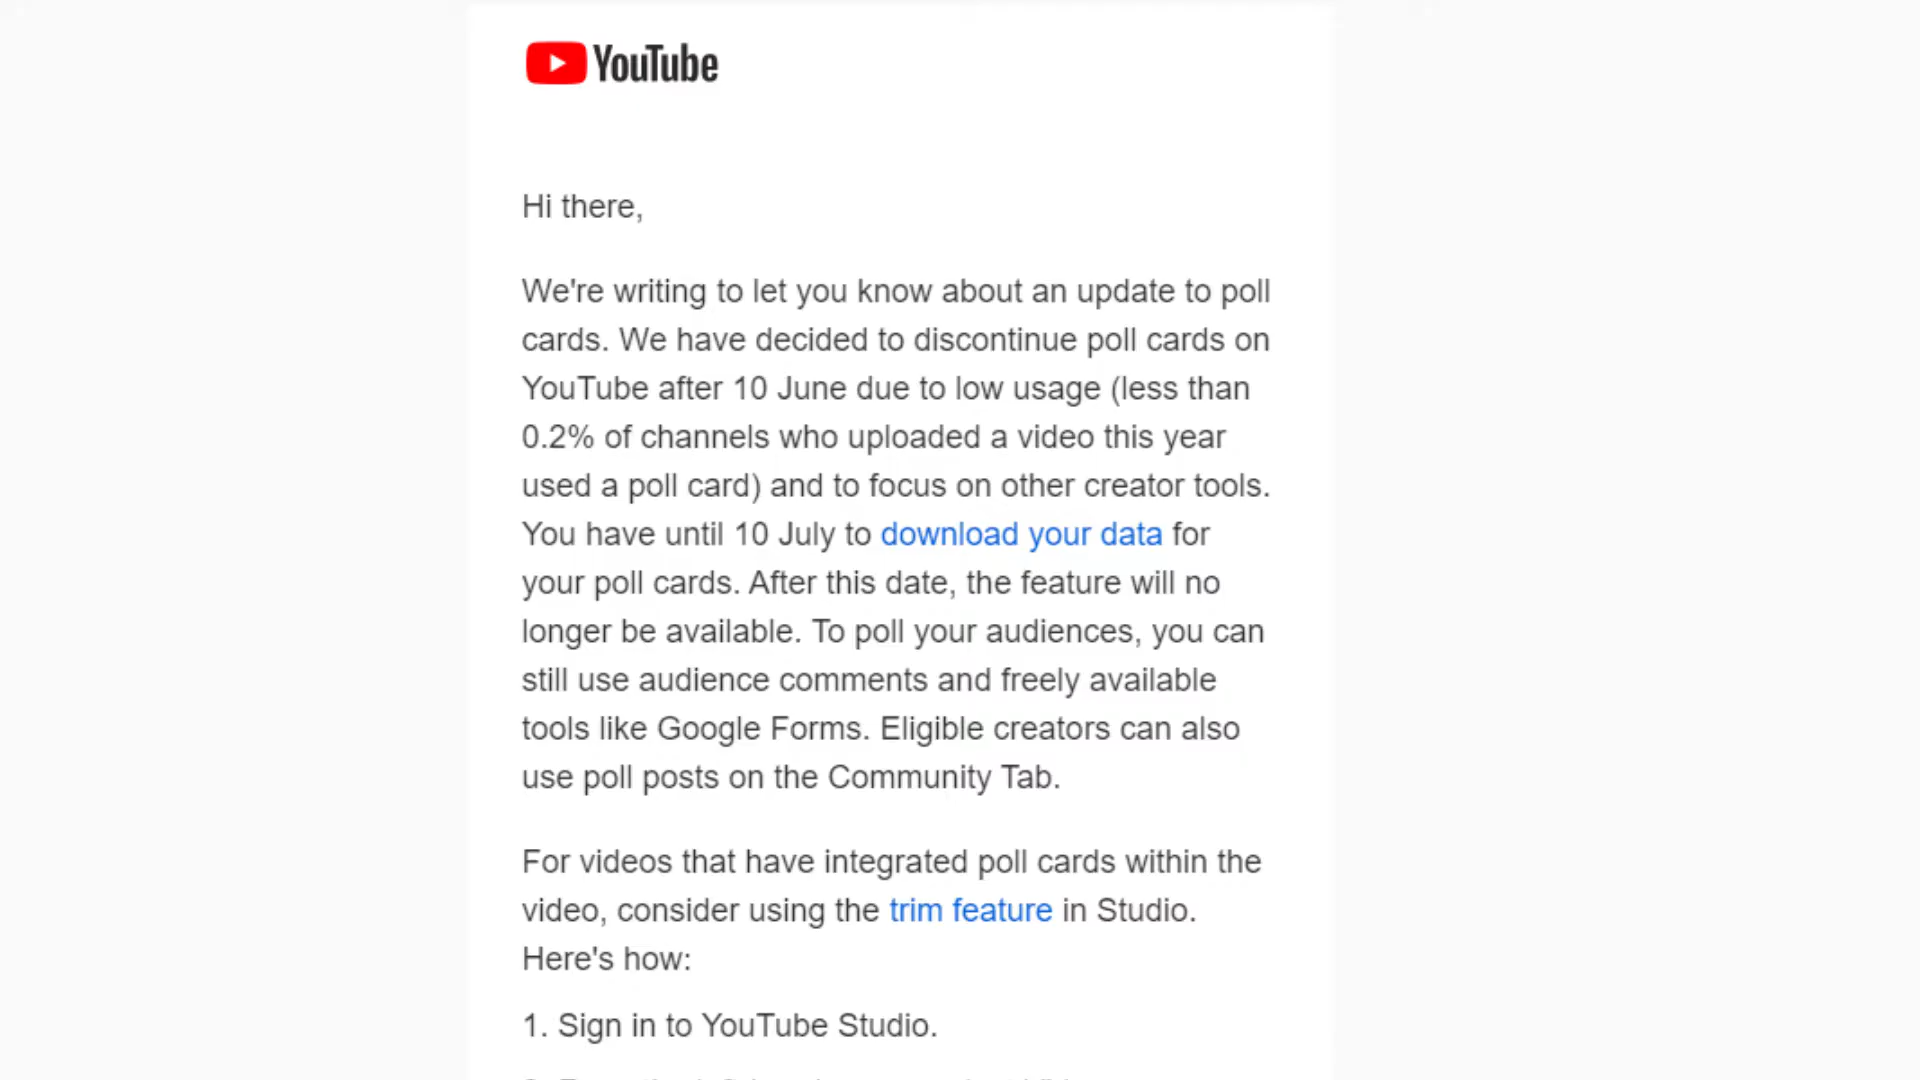 YouTube
Hi there,
We're writing to let you know about an update to poll
cards. We have decided to discontinue poll cards on
YouTube after 10 June due to low usage (less than
0.2% of channels who uploaded a video this year
used a poll card) and to focus on other creator tools.
You have until 10 July to download your data for
your poll cards. After this date, the feature will no
longer be available. To poll your audiences, you can
still use audience comments and freely available
tools like Google Forms. Eligible creators can also
use poll posts on the Community Tab.
For videos that have integrated poll cards within the
video, consider using the trim feature in Studio.
Here's how:
1. Sign in to YouTube Studio.